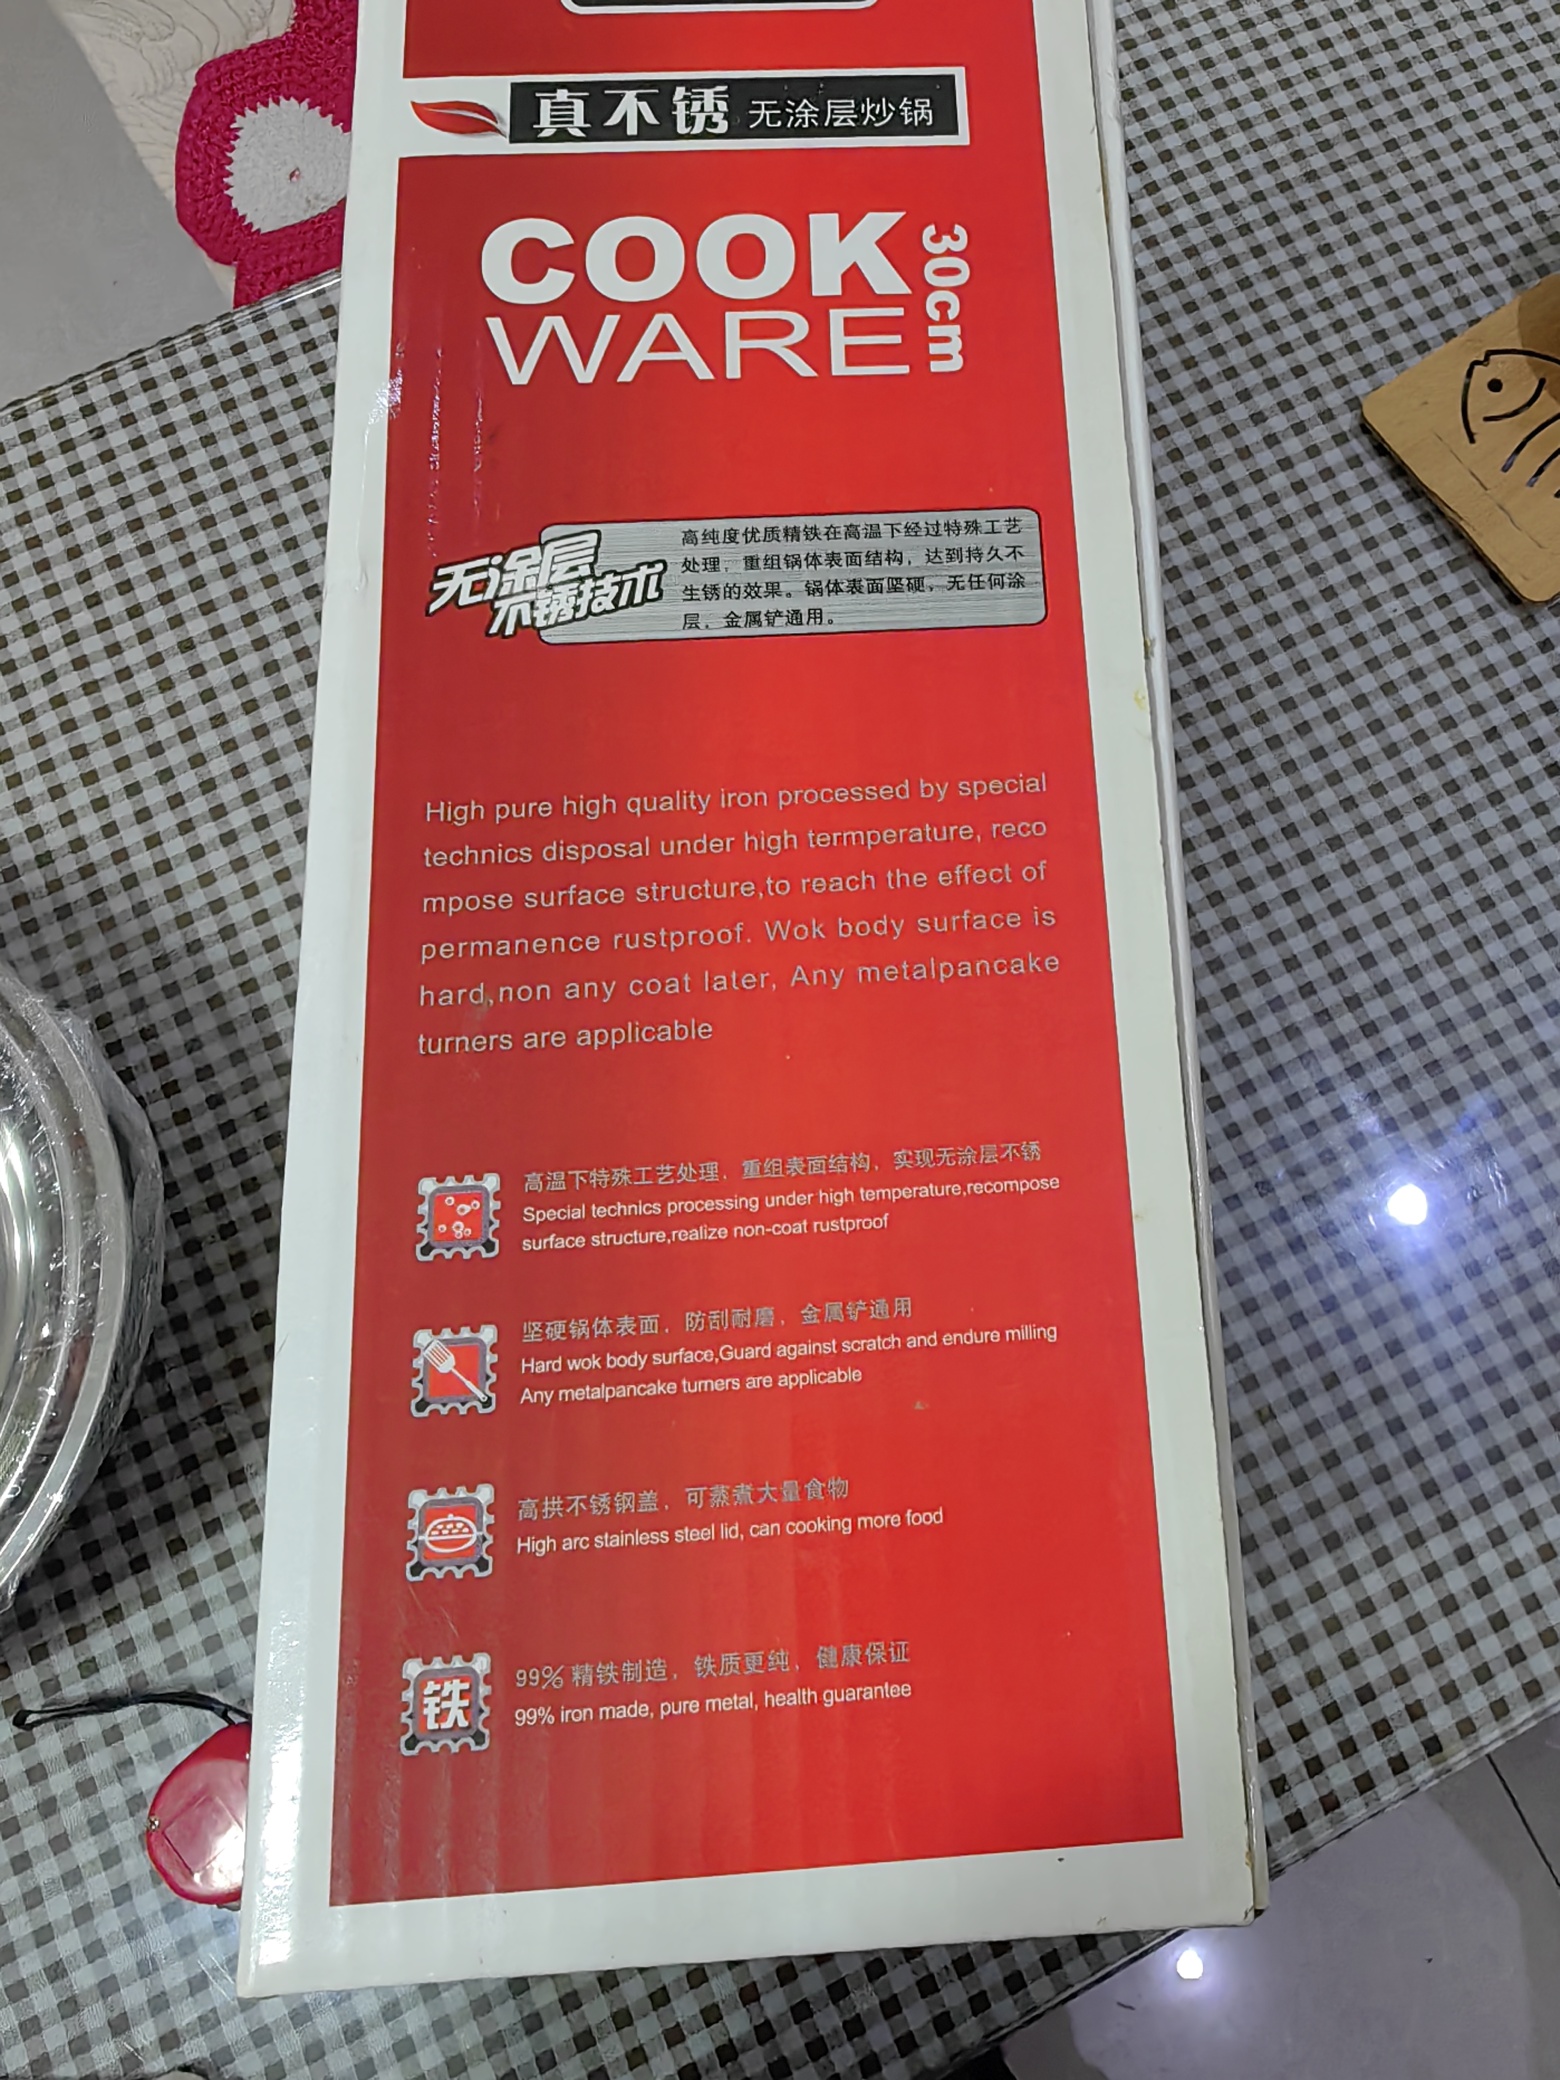 真不锈 无涂层炒锅
COOK
WARE
30cm
无涂层
不锈技术
高纯度优质精铁在高温下经过特殊工艺
处理，重组锅体表面结构，达到持久不
生锈的效果。锅体表面坚硬，无任何涂
层，金属铲通用。
High pure high quality iron processed by special
technics disposal under high termperature, reco
mpose surface structure,to reach the effect of
permanence rustproof. Wok body surface is
hard,non any coat later, Any metalpancake
turners are applicable
高温下特殊工艺处理，重组表面结构，实现无涂层不锈
Special technics processing under high temperature,recompose
surface structure,realize non-coat rustproof
坚硬锅体表面，防刮耐磨，金属铲通用
Hard wok body surface,Guard against scratch and endure milling
Any metalpancake turners are applicable
高拱不锈钢盖，可蒸煮大量食物
High arc stainless steel lid, can cooking more food
铁
99%精铁制造，铁质更纯，健康保证
99% iron made, pure metal, health guarantee